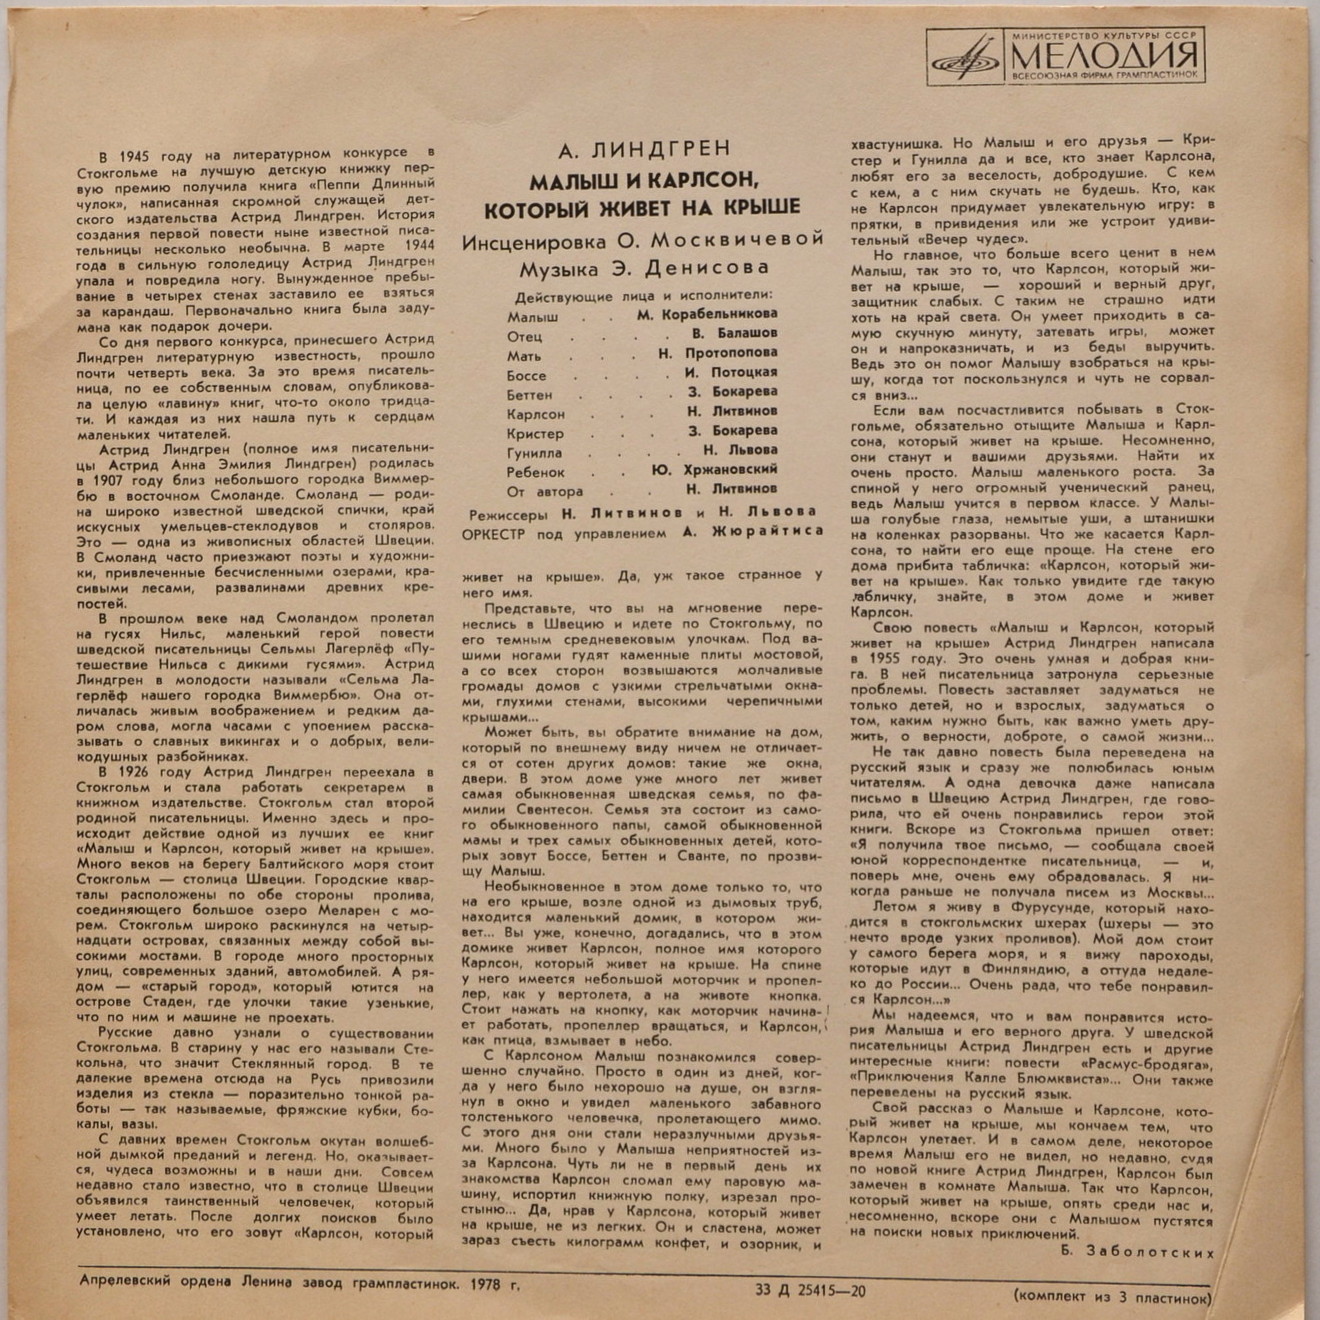 МИНИСТЕРСТВО КУЛЬТУРЫ СССР
МЕЛОДИЯ
ВСЕСОЮЗНАЯ ФИРМА ГРАМПЛАСТИНОК
В 1945 году на литературном конкурсе в
Стокгольме на лучшую детскую книжку пер-
вую премию получила книга «Пеппи Длинный
чулок», написанная скромной служащей дет-
ского издательства Астрид Линдгрен. История
создания первой повести ныне известной писа-
тельницы несколько необычна. В марте 1944
года в сильную гололедицу Астрид Линдгрен
упала и повредила ногу. Вынужденное пребы-
вание в четырех стенах заставило ее взяться
за карандаш. Первоначально книга была заду-
мана как подарок дочери.
Со дня первого конкурса, принесшего Астрид
Линдгрен литературную известность, прошло
почти четверть века. За это время писатель-
ница, по ее собственным словам, опубликова-
ла целую «лавину» книг, что-то около тридца-
ти. И каждая из них нашла путь к сердцам
маленьких читателей.
Астрид Линдгрен (полное имя писательни-
цы Астрид Анна Эмилия Линдгрен) родилась
в 1907 году близ небольшого городка Виммер-
бю в восточном Смоланде. Смоланд — роди-
на широко известной шведской спички, край
искусных умельцев-стеклодувов и столяров.
Это — одна из живописных областей Швеции.
В Смоланд часто приезжают поэты и художни-
ки, привлеченные бесчисленными озерами, кра-
сивыми лесами, развалинами древних кре-
постей.
В прошлом веке над Смоландом пролетал
на гусях Нильс, маленький герой повести
шведской писательницы Сельмы Лагерлёф «Пу-
тешествие Нильса с дикими гусями». Астрид
Линдгрен в молодости называли «Сельма Ла-
герлёф нашего городка Виммербю». Она от-
личалась живым воображением и редким да-
ром слова, могла часами с упоением расска-
зывать о славных викингах и о добрых, вели-
кодушных разбойниках.
В 1926 году Астрид Линдгрен переехала в
Стокгольм и стала работать секретарем в
книжном издательстве. Стокгольм стал второй
родиной писательницы. Именно здесь и про-
исходит действие одной из лучших ее книг
«Малыш и Карлсон, который живет на крыше».
Много веков на берегу Балтийского моря стоит
Стокгольм — столица Швеции. Городские квар-
талы расположены по обе стороны пролива,
соединяющего большое озеро Меларен с мо-
рем. Стокгольм широко раскинулся на четыр-
надцати островах, связанных между собой вы-
сокими мостами. В городе много просторных
улиц, современных зданий, автомобилей. А ря-
дом — «старый город», который ютится на
острове Стаден, где улочки такие узенькие,
что по ним и машине не проехать.
Русские давно узнали о существовании
Стокгольма. В старину у нас его называли Сте-
кольна, что значит Стеклянный город. В те
далекие времена отсюда на Русь привозили
изделия из стекла — поразительно тонкой ра-
боты — так называемые, фряжские кубки, бо-
калы, вазы.
С давних времен Стокгольм окутан волшеб-
ной дымкой преданий и легенд. Но, оказывает-
ся, чудеса возможны и в наши дни. Совсем
недавно стало известно, что в столице Швеции
объявился таинственный человечек, который
умеет летать. После долгих поисков было
установлено, что его зовут «Карлсон, который
А. ЛИНДГРЕН
МАЛЫШ И КАРЛСОН,
КОТОРЫЙ ЖИВЕТ НА КРЫШЕ
Инсценировка О. Москвичевой
Музыка Э. Денисова
Действующие лица и исполнители:
Малыш . . М. Корабельникова
Отец . . . . В. Балашов
Мать . . . Н. Протопопова
Боссе . . . . И. Потоцкая
Беттен . . . . З. Бокарева
Карлсон . . . Н. Литвинов
Кристер . . . З. Бокарева
Гунилла . . . Н. Львова
Ребенок . . Ю. Хржановский
От автора . . Н. Литвинов
Режиссеры Н. Литвинов и Н. Львова
ОРКЕСТР под управлением А. Жюрайтиса
живет на крыше». Да, уж такое странное у
него имя.
Представьте, что вы на мгновение пере-
неслись в Швецию и идете по Стокгольму, по
его темным средневековым улочкам. Под ва-
шими ногами гудят каменные плиты мостовой,
а со всех сторон возвышаются молчаливые
громады домов с узкими стрельчатыми окна-
ми, глухими стенами, высокими черепичными
крышами...
Может быть, вы обратите внимание на дом,
который по внешнему виду ничем не отличает-
ся от сотен других домов: такие же окна,
двери. В этом доме уже много лет живет
самая обыкновенная шведская семья, по фа-
милии Свентесон. Семья эта состоит из само-
го обыкновенного папы, самой обыкновенной
мамы и трех самых обыкновенных детей, кото-
рых зовут Боссе, Беттен и Сванте, по прозви-
щу Малыш.
Необыкновенное в этом доме только то, что
на его крыше, возле одной из дымовых труб,
находится маленький домик, в котором жи-
вет... Вы уже, конечно, догадались, что в этом
домике живет Карлсон, полное имя которого
Карлсон, который живет на крыше. На спине
у него имеется небольшой моторчик и пропел-
лер, как у вертолета, а на животе кнопка.
Стоит нажать на кнопку, как моторчик начина-
ет работать, пропеллер вращаться, и Карлсон,
как птица, взмывает в небо.
С Карлсоном Малыш познакомился совер-
шенно случайно. Просто в один из дней, ког-
да у него было нехорошо на душе, он взгля-
нул в окно и увидел маленького забавного
толстенького человечка, пролетающего мимо.
С этого дня они стали неразлучными друзья-
ми. Много было у Малыша неприятностей из-
за Карлсона. Чуть ли не в первый день их
знакомства Карлсон сломал ему паровую ма-
шину, испортил книжную полку, изрезал про-
стыню... Да, нрав у Карлсона, который живет
на крыше, не из легких. Он и сластена, может
зараз съесть килограмм конфет, и озорник, и
хвастунишка. Но Малыш и его друзья — Кри-
стер и Гунилла да и все, кто знает Карлсона,
любят его за веселость, добродушие. С кем
с кем, а с ним скучать не будешь. Кто, как
не Карлсон придумает увлекательную игру: в
прятки, в привидения или же устроит удиви-
тельный «Вечер чудес».
Но главное, что больше всего ценит в нем
Малыш, так это то, что Карлсон, который жи-
вет на крыше, — хороший и верный друг,
защитник слабых. С таким не страшно идти
хоть на край света. Он умеет приходить в са-
мую скучную минуту, затевать игры, может
он и напроказничать, и из беды выручить.
Ведь это он помог Малышу взобраться на кры-
шу, когда тот поскользнулся и чуть не сорвал-
ся вниз...
Если вам посчастливится побывать в Сток-
гольме, обязательно отыщите Малыша и Карл-
сона, который живет на крыше. Несомненно,
они станут и вашими друзьями. Найти их
очень просто. Малыш маленького роста. За
спиной у него огромный ученический ранец,
ведь Малыш учится в первом классе. У Малы-
ша голубые глаза, немытые уши, а штанишки
на коленках разорваны. Что же касается Карл-
сона, то найти его еще проще. На стене его
дома прибита табличка: «Карлсон, который жи-
вет на крыше». Как только увидите где такую
табличку, знайте, в этом доме и живет
Карлсон.
Свою повесть «Малыш и Карлсон, который
живет на крыше» Астрид Линдгрен написала
в 1955 году. Это очень умная и добрая кни-
га. В ней писательница затронула серьезные
проблемы. Повесть заставляет задуматься не
только детей, но и взрослых, задуматься о
том, каким нужно быть, как важно уметь дру-
жить, о верности, доброте, о самой жизни...
Не так давно повесть была переведена на
русский язык и сразу же полюбилась юным
читателям. А одна девочка даже написала
письмо в Швецию Астрид Линдгрен, где гово-
рила, что ей очень понравились герои этой
книги. Вскоре из Стокгольма пришел ответ:
«Я получила твое письмо, — сообщала своей
юной корреспондентке писательница, — и,
поверь мне, очень ему обрадовалась. Я ни-
когда раньше не получала писем из Москвы...
Летом я живу в Фурусунде, который нахо-
дится в стокгольмских шхерах (шхеры — это
нечто вроде узких проливов). Мой дом стоит
у самого берега моря, и я вижу пароходы,
которые идут в Финляндию, а оттуда недале-
ко до России... Очень рада, что тебе понравил-
ся Карлсон...»
Мы надеемся, что и вам понравится исто-
рия Малыша и его верного друга. У шведской
писательницы Астрид Линдгрен есть и другие
интересные книги: повести «Расмус-бродяга»,
«Приключения Калле Блюмквиста»... Они также
переведены на русский язык.
Свой рассказ о Малыше и Карлсоне, кото-
рый живет на крыше, мы кончаем тем, что
Карлсон улетает. И в самом деле, некоторое
время Малыш его не видел, но недавно, судя
по новой книге Астрид Линдгрен, Карлсон был
замечен в комнате Малыша. Так что Карлсон,
который живет на крыше, опять среди нас и,
несомненно, вскоре они с Малышом пустятся
на поиски новых приключений.
Б. Заболотских
Апрелевский ордена Ленина завод грампластинок. 1978 г.
33 Д 25415—20
(комплект из 3 пластинок)